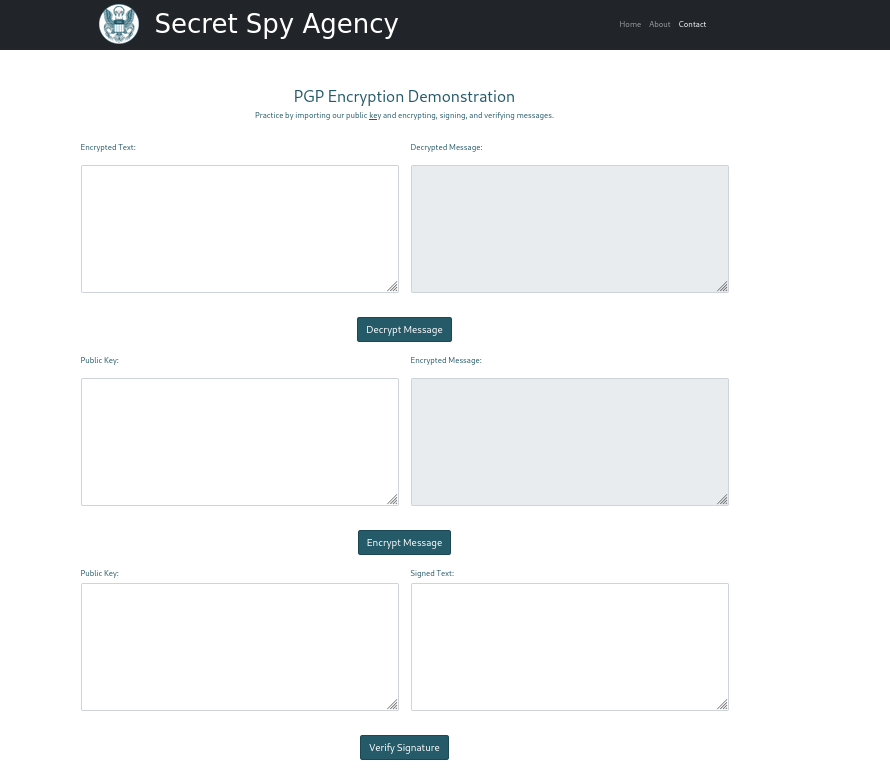 Secret Spy Agency
Home About Contact
PGP Encryption Demonstration
Practice by importing our public key and encrypting, signing, and verifying messages.
Encrypted Text: Decrypted Message:
Decrypt Message
Public Key: Encrypted Message:
Encrypt Message
Public Key: Signed Text:
Verify Signature